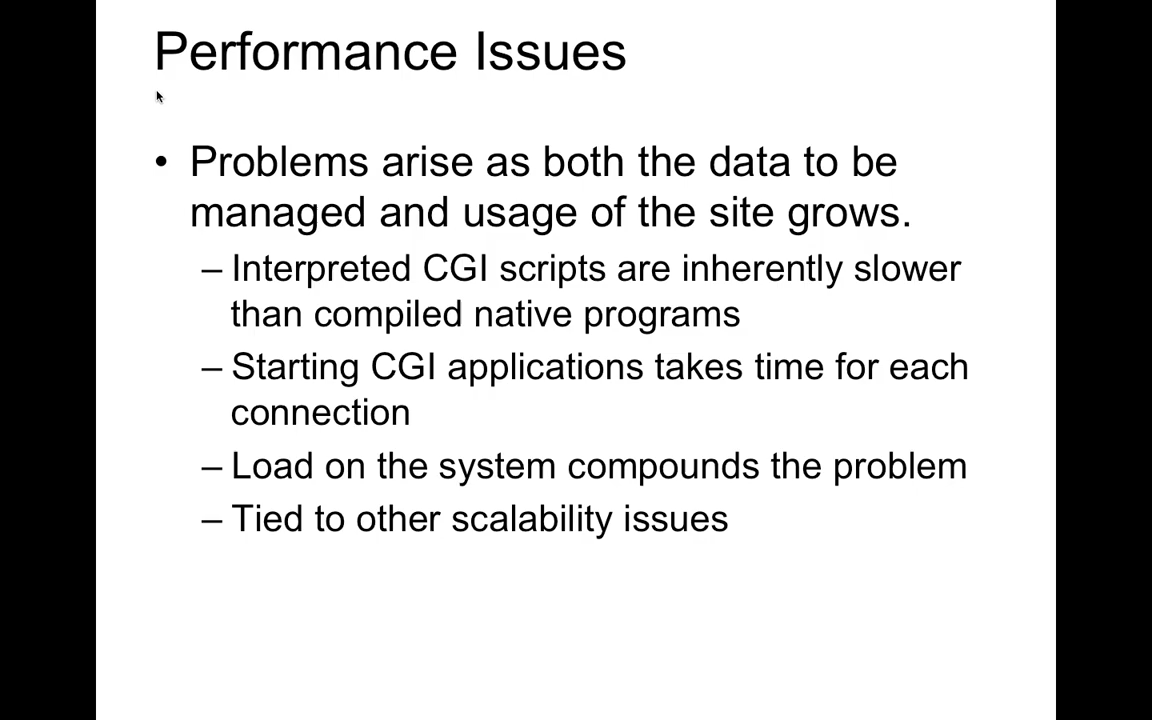 Performance Issues
• Problems arise as both the data to be
managed and usage of the site grows.
– Interpreted CGI scripts are inherently slower
than compiled native programs
– Starting CGI applications takes time for each
connection
– Load on the system compounds the problem
– Tied to other scalability issues